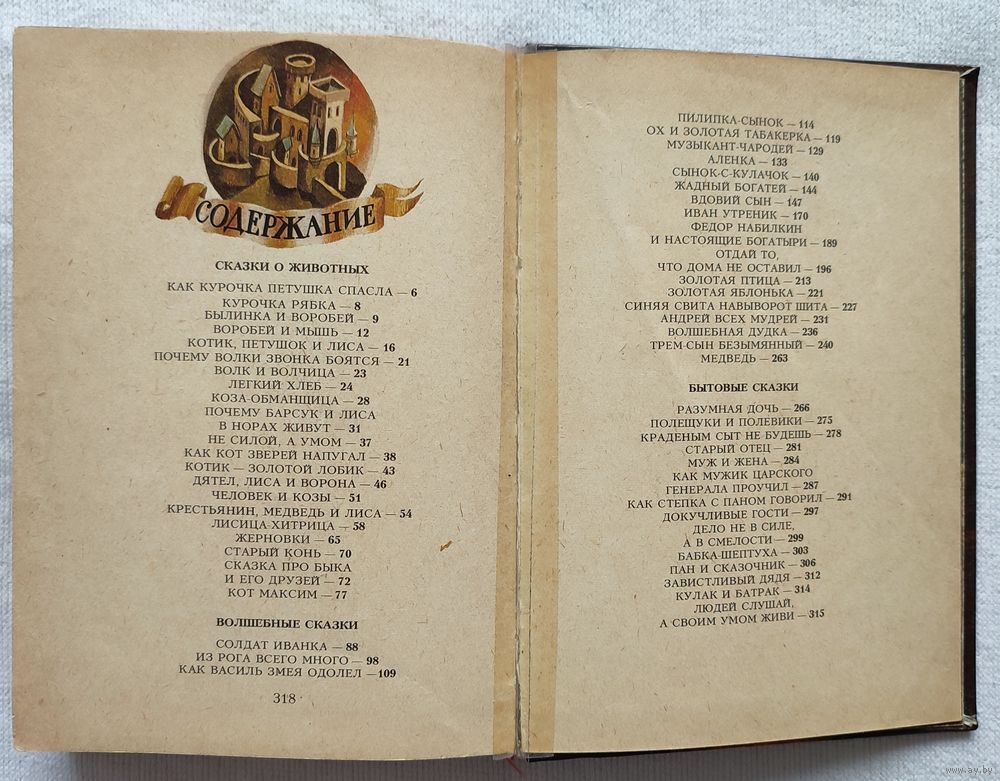 СОДЕРЖАНИЕ
СКАЗКИ О ЖИВОТНЫХ
КАК КУРОЧКА ПЕТУШКА СПАСЛА — 6
КУРОЧКА РЯБКА — 8
БЫЛИНКА И ВОРОБЕЙ — 9
ВОРОБЕЙ И МЫШЬ — 12
КОТИК, ПЕТУШОК И ЛИСА — 16
ПОЧЕМУ ВОЛКИ ЗВОНКА БОЯТСЯ — 21
ВОЛК И ВОЛЧИЦА — 23
ЛЕГКИЙ ХЛЕБ — 24
КОЗА-ОБМАНЩИЦА — 28
ПОЧЕМУ БАРСУК И ЛИСА
В НОРАХ ЖИВУТ — 31
НЕ СИЛОЙ, А УМОМ — 37
КАК КОТ ЗВЕРЕЙ НАПУГАЛ — 38
КОТИК — ЗОЛОТОЙ ЛОБИК — 43
ДЯТЕЛ, ЛИСА И ВОРОНА — 46
ЧЕЛОВЕК И КОЗЫ — 51
КРЕСТЬЯНИН, МЕДВЕДЬ И ЛИСА — 54
ЛИСИЦА-ХИТРИЦА — 58
ЖЕРНОВКИ — 65
СТАРЫЙ КОНЬ — 70
СКАЗКА ПРО БЫКА
И ЕГО ДРУЗЕЙ — 72
КОТ МАКСИМ — 77
ВОЛШЕБНЫЕ СКАЗКИ
СОЛДАТ ИВАНКА — 88
ИЗ РОГА ВСЕГО МНОГО — 98
КАК ВАСИЛЬ ЗМЕЯ ОДОЛЕЛ — 109
318
ПИЛИПКА-СЫНОК — 114
ОХ И ЗОЛОТАЯ ТАБАКЕРКА — 119
МУЗЫКАНТ-ЧАРОДЕЙ — 129
АЛЕНКА — 133
СЫНОК-С-КУЛАЧОК — 140
ЖАДНЫЙ БОГАТЕЙ — 144
ВДОВИЙ СЫН — 147
ИВАН УТРЕНИК — 170
ФЕДОР НАБИЛКИН
И НАСТОЯЩИЕ БОГАТЫРИ — 189
ОТДАЙ ТО,
ЧТО ДОМА НЕ ОСТАВИЛ — 196
ЗОЛОТАЯ ПТИЦА — 213
ЗОЛОТАЯ ЯБЛОНЬКА — 221
СИНЯЯ СВИТА НАВЫВОРОТ ШИТА — 227
АНДРЕЙ ВСЕХ МУДРЕЙ — 231
ВОЛШЕБНАЯ ДУДКА — 236
ТРЕМ-СЫН БЕЗЫМЯННЫЙ — 240
МЕДВЕДЬ — 263
БЫТОВЫЕ СКАЗКИ
РАЗУМНАЯ ДОЧЬ — 266
ПОЛЕЩУКИ И ПОЛЕВИКИ — 275
КРАДЕНЫМ СЫТ НЕ БУДЕШЬ — 278
СТАРЫЙ ОТЕЦ — 281
МУЖ И ЖЕНА — 284
КАК МУЖИК ЦАРСКОГО
ГЕНЕРАЛА ПРОУЧИЛ — 287
КАК СТЕПКА С ПАНОМ ГОВОРИЛ — 291
ДОКУЧЛИВЫЕ ГОСТИ — 297
ДЕЛО НЕ В СИЛЕ,
А В СМЕЛОСТИ — 299
БАБКА-ШЕПТУХА — 303
ПАН И СКАЗОЧНИК — 306
ЗАВИСТЛИВЫЙ ДЯДЯ — 312
КУЛАК И БАТРАК — 314
ЛЮДЕЙ СЛУШАЙ,
А СВОИМ УМОМ ЖИВИ — 315
www.ay.by